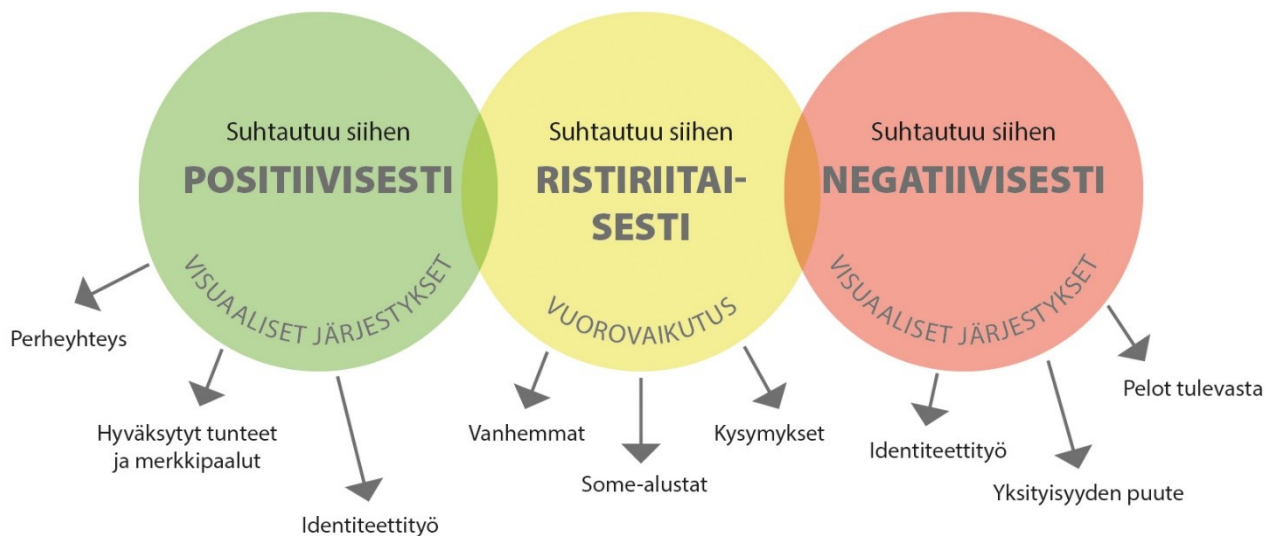 Suhtautuu siihen
POSITIIVISESTI
VISUAALISET JÄRJESTYKSET
Perheyhteys
Hyväksytyt tunteet
ja merkkipaalut
Identiteettityö
Suhtautuu siihen
RISTIRIITAI-
SESTI
VUOROVAIKUTUS
Vanhemmat
Some-alustat
Kysymykset
Suhtautuu siihen
NEGATIIVISESTI
VISUAALISET JÄRJESTYKSET
Identiteettityö
Yksityisyyden puute
Pelot tulevasta